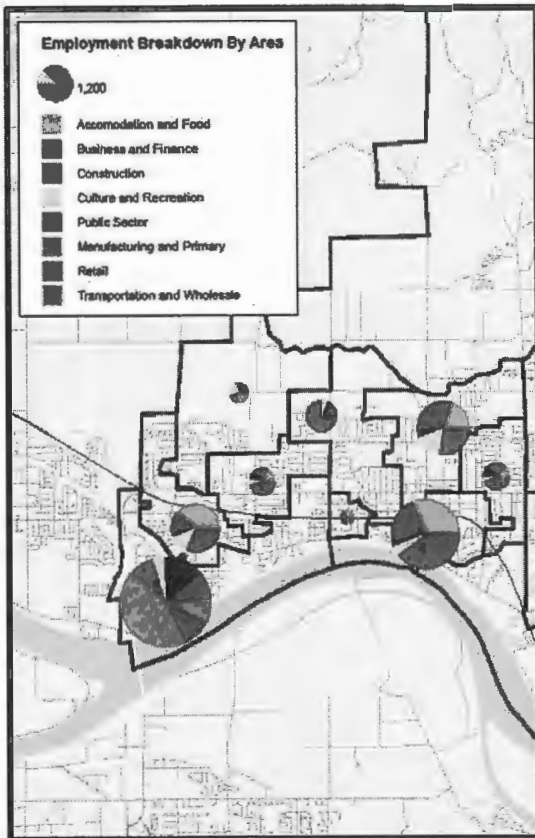 Employment Breakdown By Area
1,200
Accomodation and Food
Business and Finance
Construction
Culture and Recreation
Public Sector
Manufacturing and Primary
Retail
Transportation and Wholesale